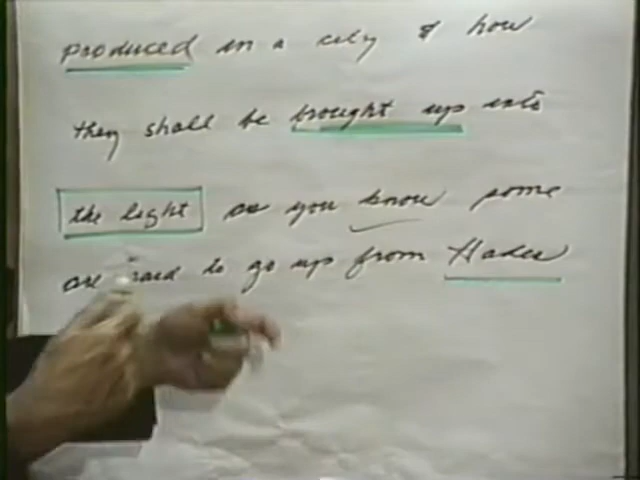 produced in a city & how
they shall be brought up into
the light as you know some
are said to go up from Hades